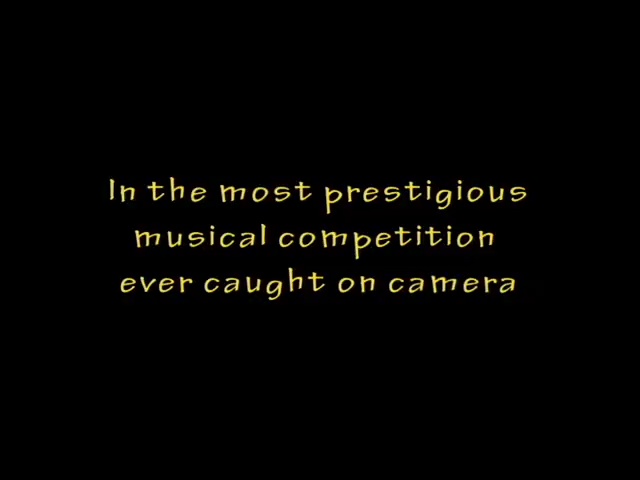 In the most prestigious
musical competition
ever caught on camera